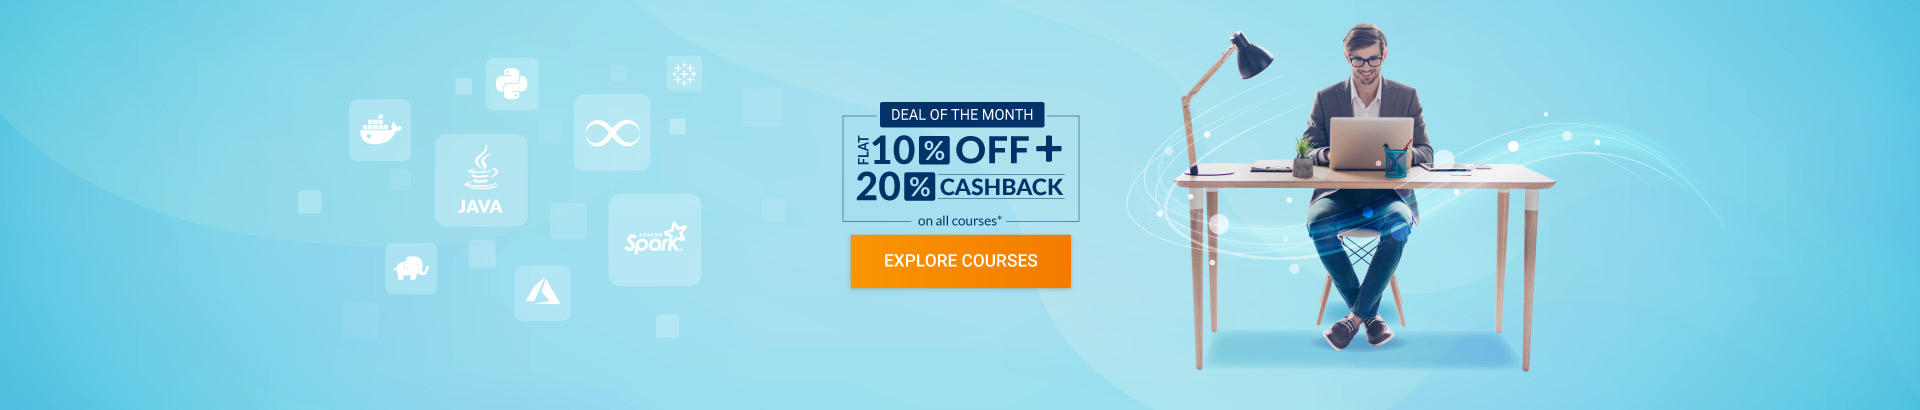 JAVA
APACHE
Spark
DEAL OF THE MONTH
FLAT 10% OFF +
20% CASHBACK
on all courses*
EXPLORE COURSES